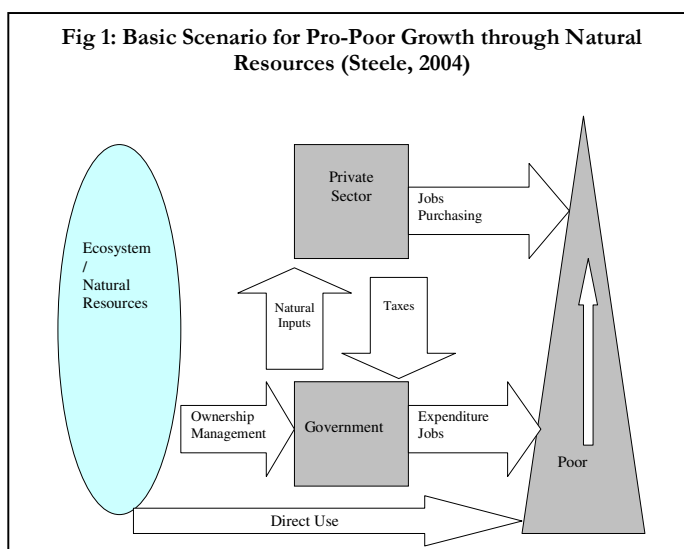 Fig 1: Basic Scenario for Pro-Poor Growth through Natural
Resources (Steele, 2004)
Private
Sector
Jobs
Purchasing
Ecosystem
/
Natural
Resources
Natural
Inputs
Taxes
Ownership
Management
Government
Expenditure
Jobs
Poor
Direct Use